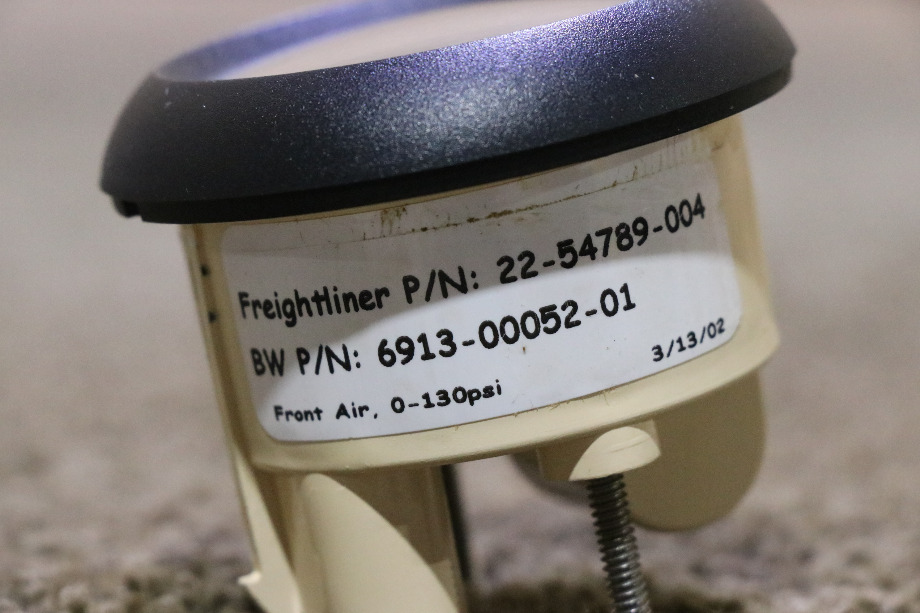 Freightliner P/N: 22-54789-004
BW P/N: 6913-00052-01
3/13/02
Front Air, 0-130psi